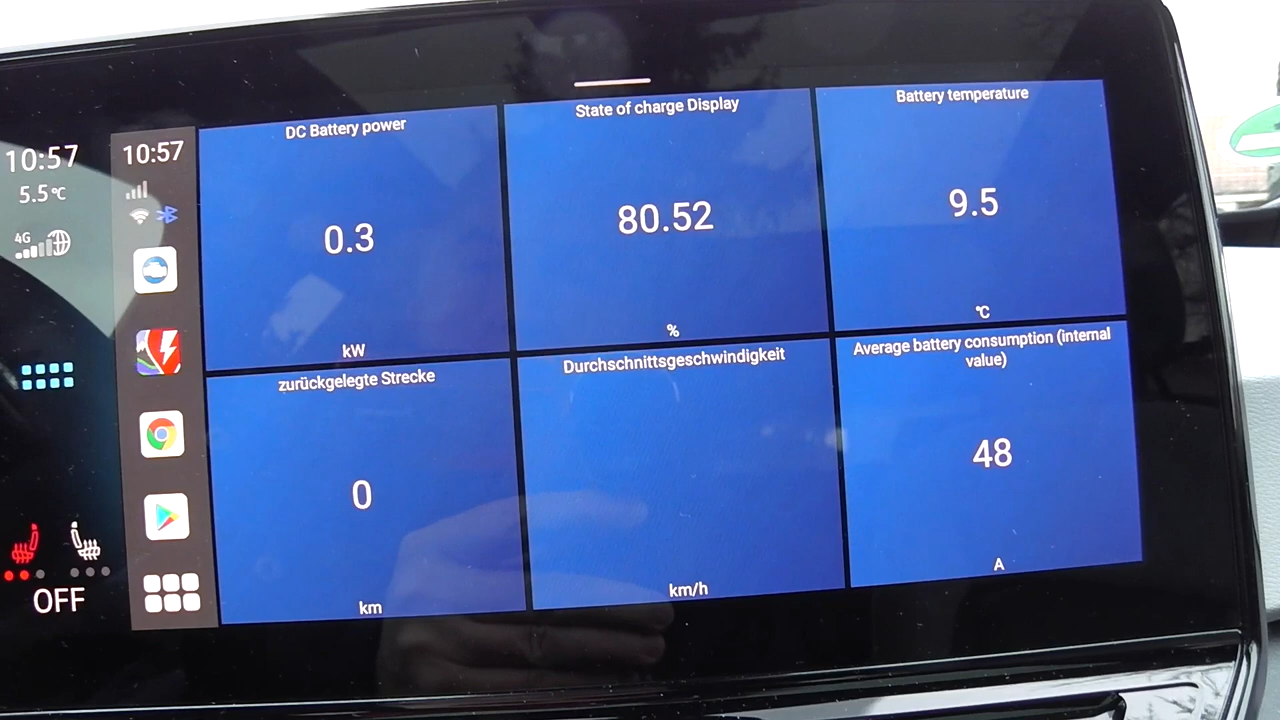 10:57
5.5℃
4G
OFF
10:57
DC Battery power
0.3
kW
State of charge Display
80.52
%
Battery temperature
9.5
℃
zurückgelegte Strecke
0
km
Durchschnittsgeschwindigkeit
km/h
Average battery consumption (internal
value)
48
A